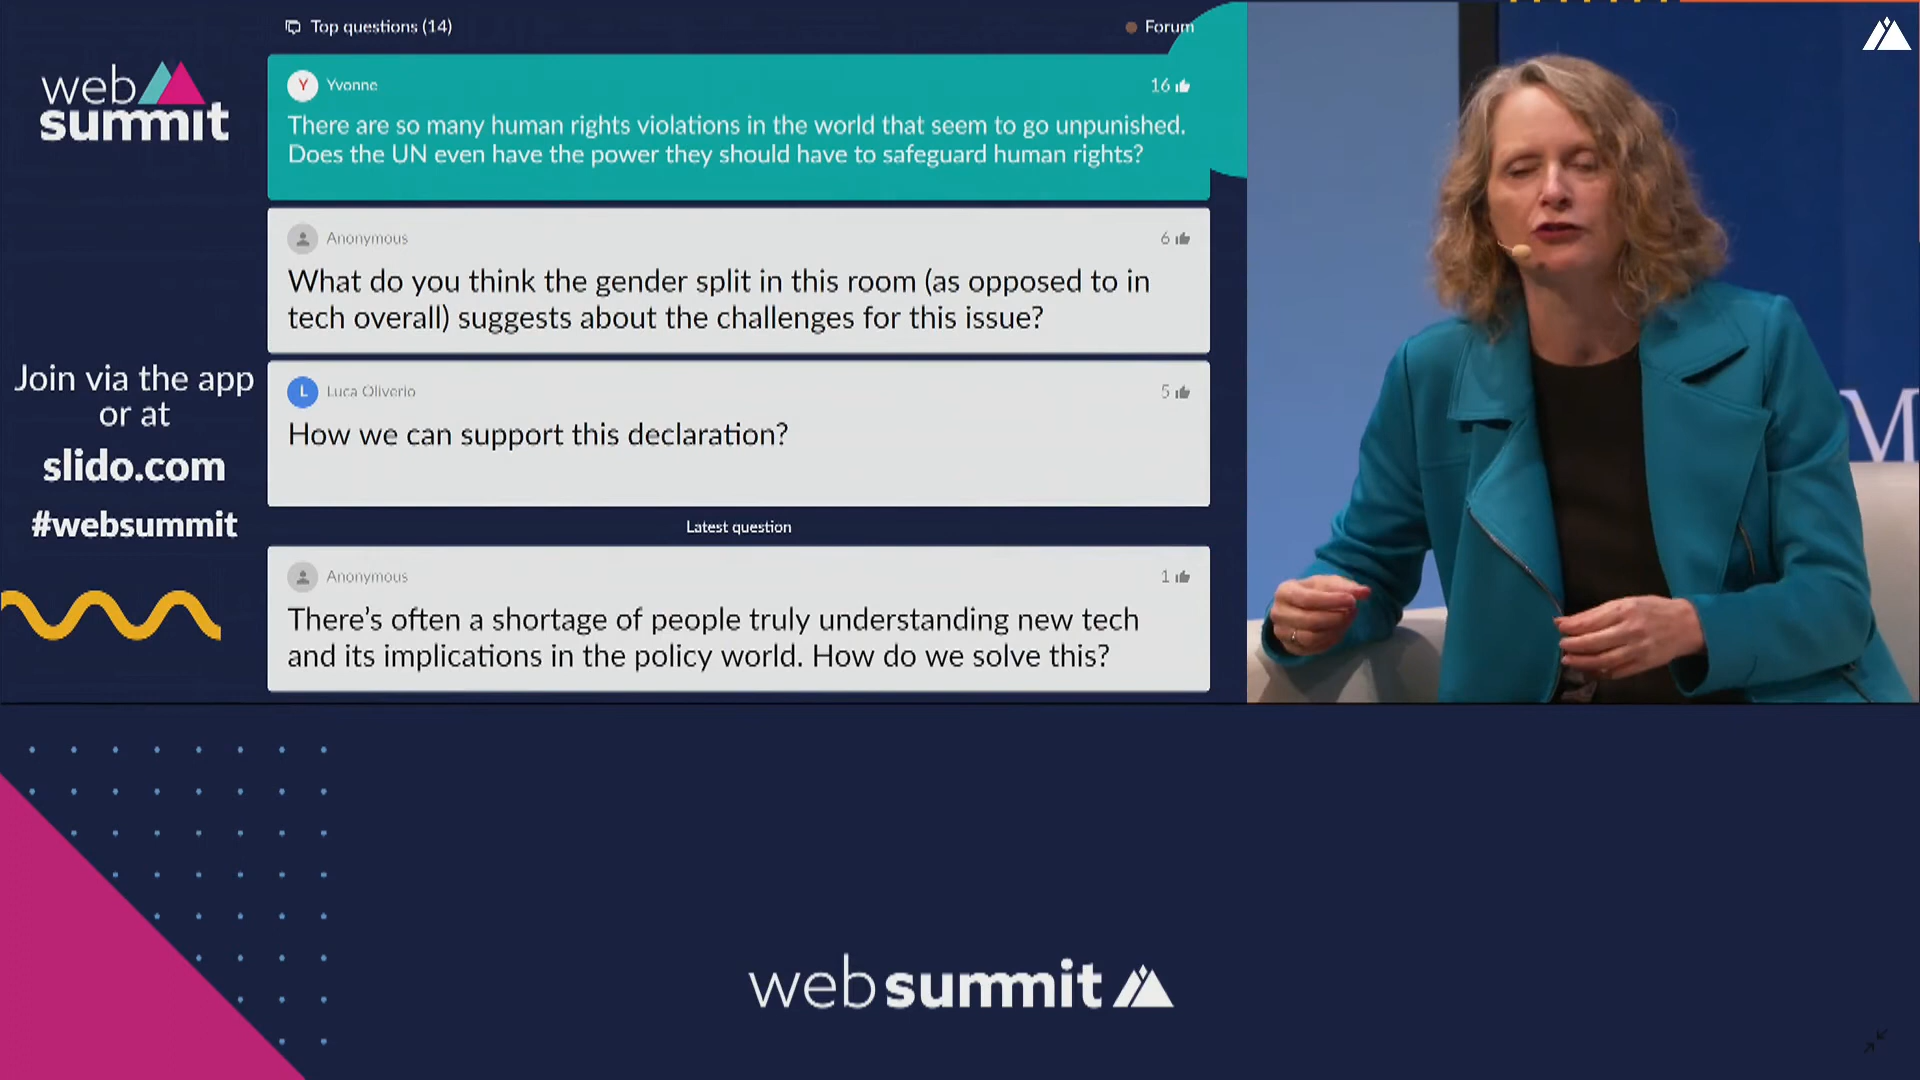 Top questions (14)
Forum
web
summit
Y
Yvonne
16
There are so many human rights violations in the world that seem to go unpunished.
Does the UN even have the power they should have to safeguard human rights?
Anonymous
6
What do you think the gender split in this room (as opposed to in
tech overall) suggests about the challenges for this issue?
L
Luca Oliverio
5
How we can support this declaration?
Join via the app
or at
slido.com
#websummit
Latest question
Anonymous
1
There's often a shortage of people truly understanding new tech
and its implications in the policy world. How do we solve this?
M
web summit